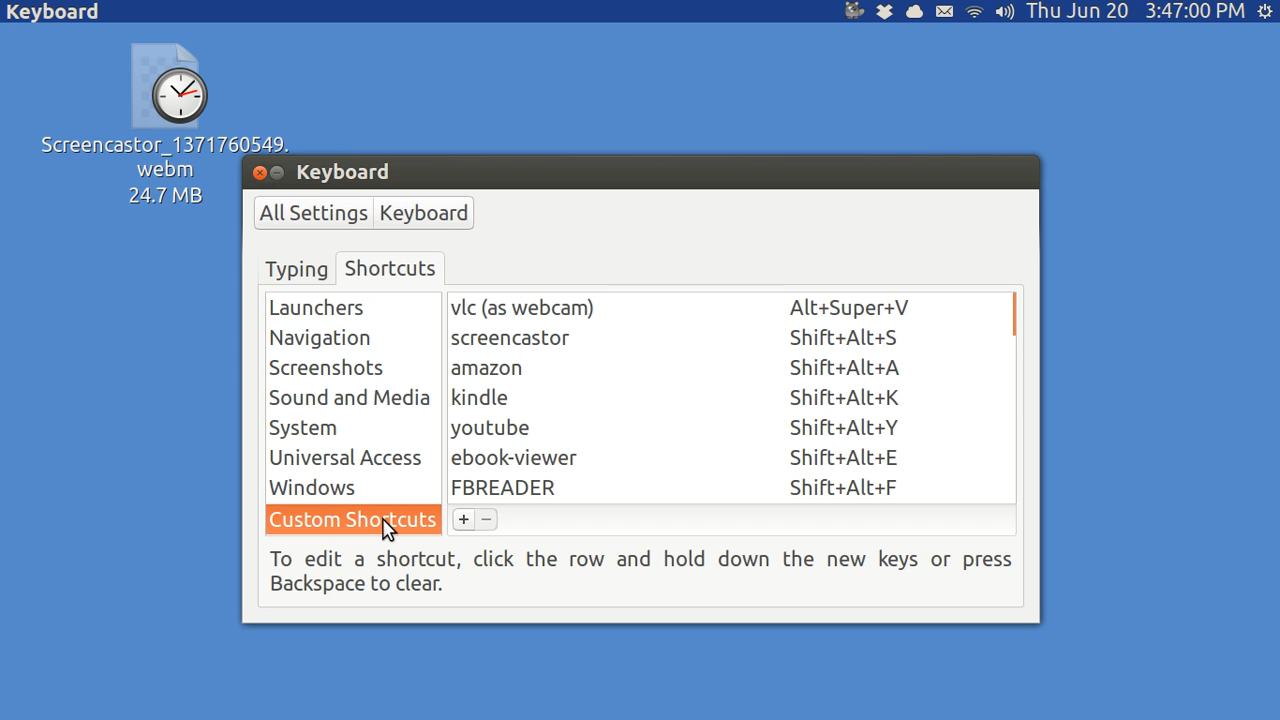 Keyboard
Thu Jun 20 3:47:00 PM
Screencastor_1371760549.
webm
24.7 MB
Keyboard
All Settings Keyboard
Typing Shortcuts
Launchers vlc (as webcam) Alt+Super+V
Navigation screencastor Shift+Alt+S
Screenshots amazon Shift+Alt+A
Sound and Media kindle Shift+Alt+K
System youtube Shift+Alt+Y
Universal Access ebook-viewer Shift+Alt+E
Windows FBREADER Shift+Alt+F
Custom Shortcuts + −
To edit a shortcut, click the row and hold down the new keys or press
Backspace to clear.